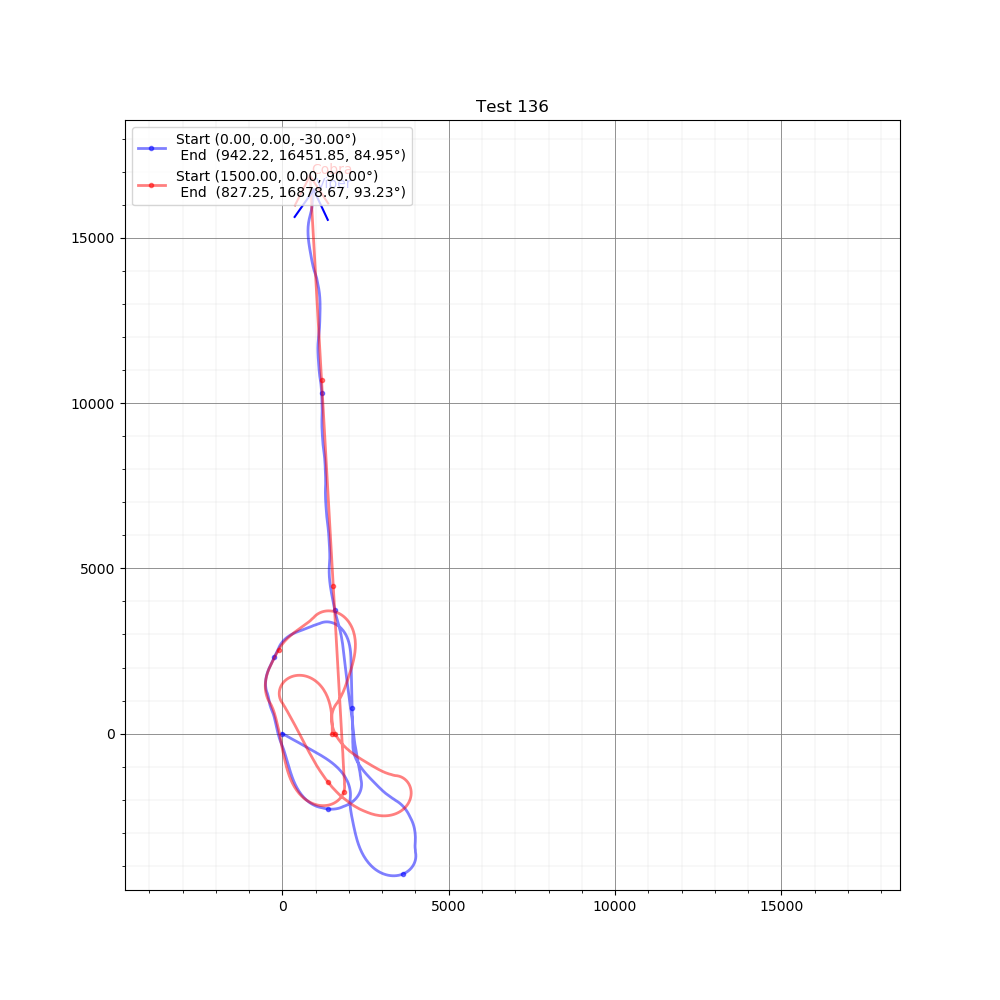 Test 136
Start (0.00, 0.00, -30.00°)
End (942.22, 16451.85, 84.95°)
Start (1500.00, 0.00, 90.00°)
End (827.25, 16878.67, 93.23°)
Cobra
Viper
15000
10000
5000
0
0
5000
10000
15000